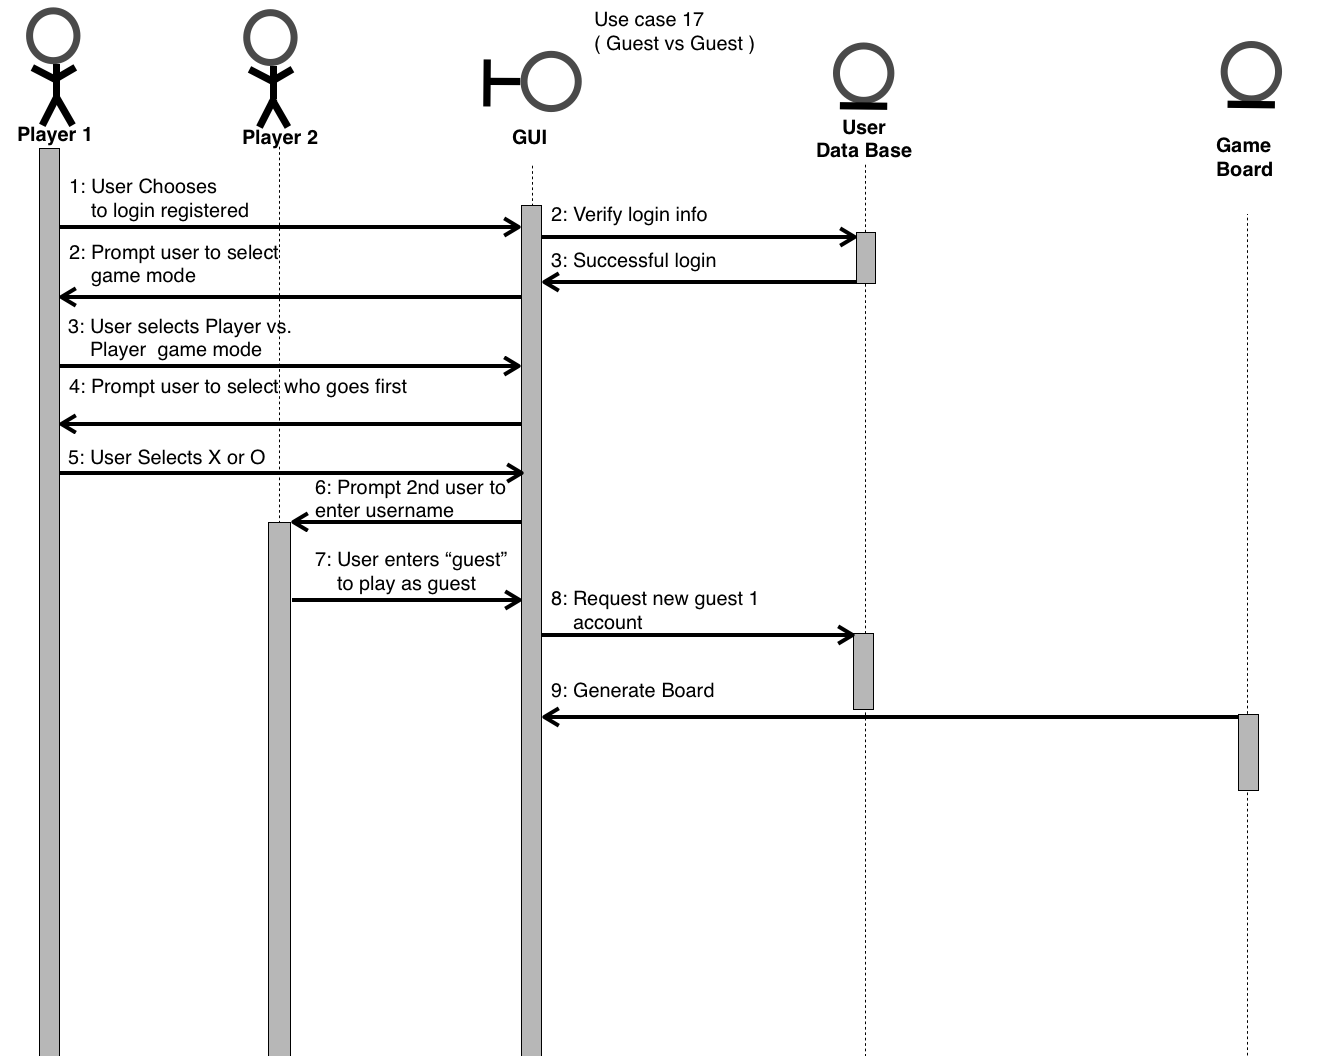 Use case 17
( Guest vs Guest )
Player 1
Player 2
GUI
User
Data Base
Game
Board
1: User Chooses
to login registered
2: Verify login info
2: Prompt user to select
game mode
3: Successful login
3: User selects Player vs.
Player  game mode
4: Prompt user to select who goes first
5: User Selects X or O
6: Prompt 2nd user to
enter username
7: User enters “guest”
to play as guest
8: Request new guest 1
account
9: Generate Board